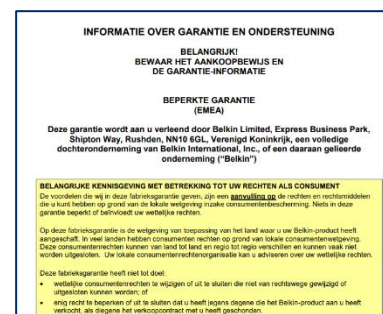 INFORMATIE OVER GARANTIE EN ONDERSTEUNING
BELANGRIJK!
BEWAAR HET AANKOOPBEWIJS EN
DE GARANTIE-INFORMATIE
BEPERKTE GARANTIE
(EMEA)
Deze garantie wordt aan u verleend door Belkin Limited, Express Business Park,
Shipton Way, Rushden, NN10 6GL, Verenigd Koninkrijk, een volledige
dochteronderneming van Belkin International, Inc., of een daaraan gelieerde
onderneming ("Belkin")
BELANGRIJKE KENNISGEVING MET BETREKKING TOT UW RECHTEN ALS CONSUMENT
De voordelen die wij in deze fabrieksgarantie geven, zijn een aanvulling op de rechten en rechtsmiddelen
die u kunt hebben op grond van de lokale wetgeving inzake consumentenbescherming. Niets in deze
garantie beperkt of beïnvloedt uw wettelijke rechten.
Op deze fabrieksgarantie is de wetgeving van toepassing van het land waar u uw Belkin-product heeft
aangeschaft. In veel landen hebben consumenten rechten op grond van lokale consumentenwetgeving.
Deze consumentenrechten kunnen van land tot land en regio tot regio verschillen en kunnen vaak niet
worden uitgesloten. Uw lokale consumentenrechtenorganisatie kan u adviseren over uw wettelijke rechten.
Deze fabrieksgarantie heeft niet tot doel:
• wettelijke consumentenrechten te wijzigen of uit te sluiten die niet van rechtswege gewijzigd of
uitgesloten kunnen worden; of
• enig recht te beperken of uit te sluiten dat u heeft jegens degene die het Belkin-product aan u heeft
verkocht, als diegene het verkoopcontract met u heeft geschonden.